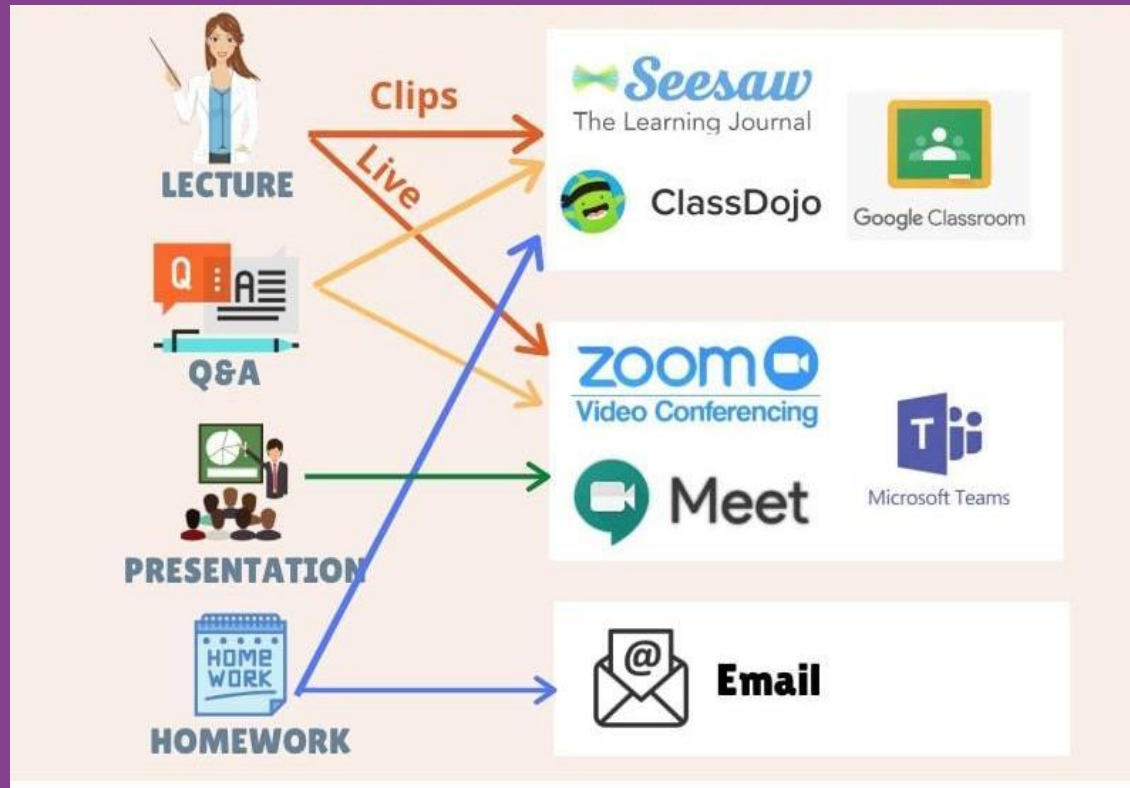 LECTURE
Clips
Live
Q&A
Q : A
PRESENTATION
HOME
WORK
HOMEWORK
Seesaw
The Learning Journal
ClassDojo
Google Classroom
zoom
Video Conferencing
Meet
T
Microsoft Teams
@
Email